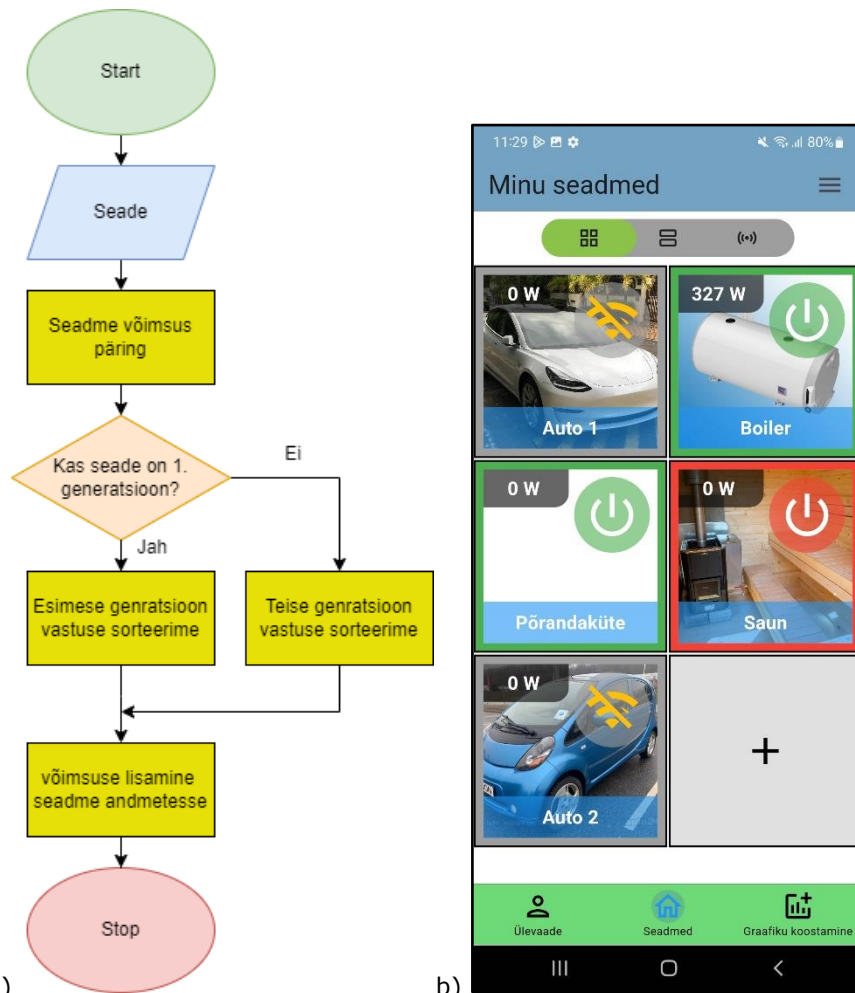 Start
Seade
Seadme võimsus
päring
Kas seade on 1.
generatsioon?
Ei
Jah
Esimese genratsioon
vastuse sorteerime
Teise genratsioon
vastuse sorteerime
võimsuse lisamine
seadme andmetesse
Stop
)
b)
11:29
80%
Minu seadmed
0 W
Auto 1
327 W
Boiler
0 W
Põrandaküte
0 W
Saun
0 W
Auto 2
+
Ülevaade
Seadmed
Graafiku koostamine